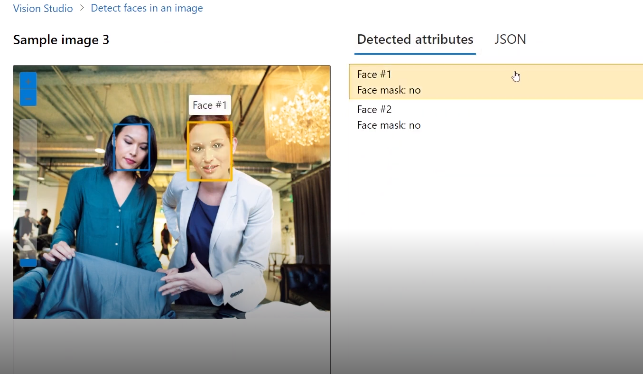 Vision Studio > Detect faces in an image
Sample image 3
Detected attributes JSON
Face #1
Face mask: no
Face #2
Face mask: no
Face #1